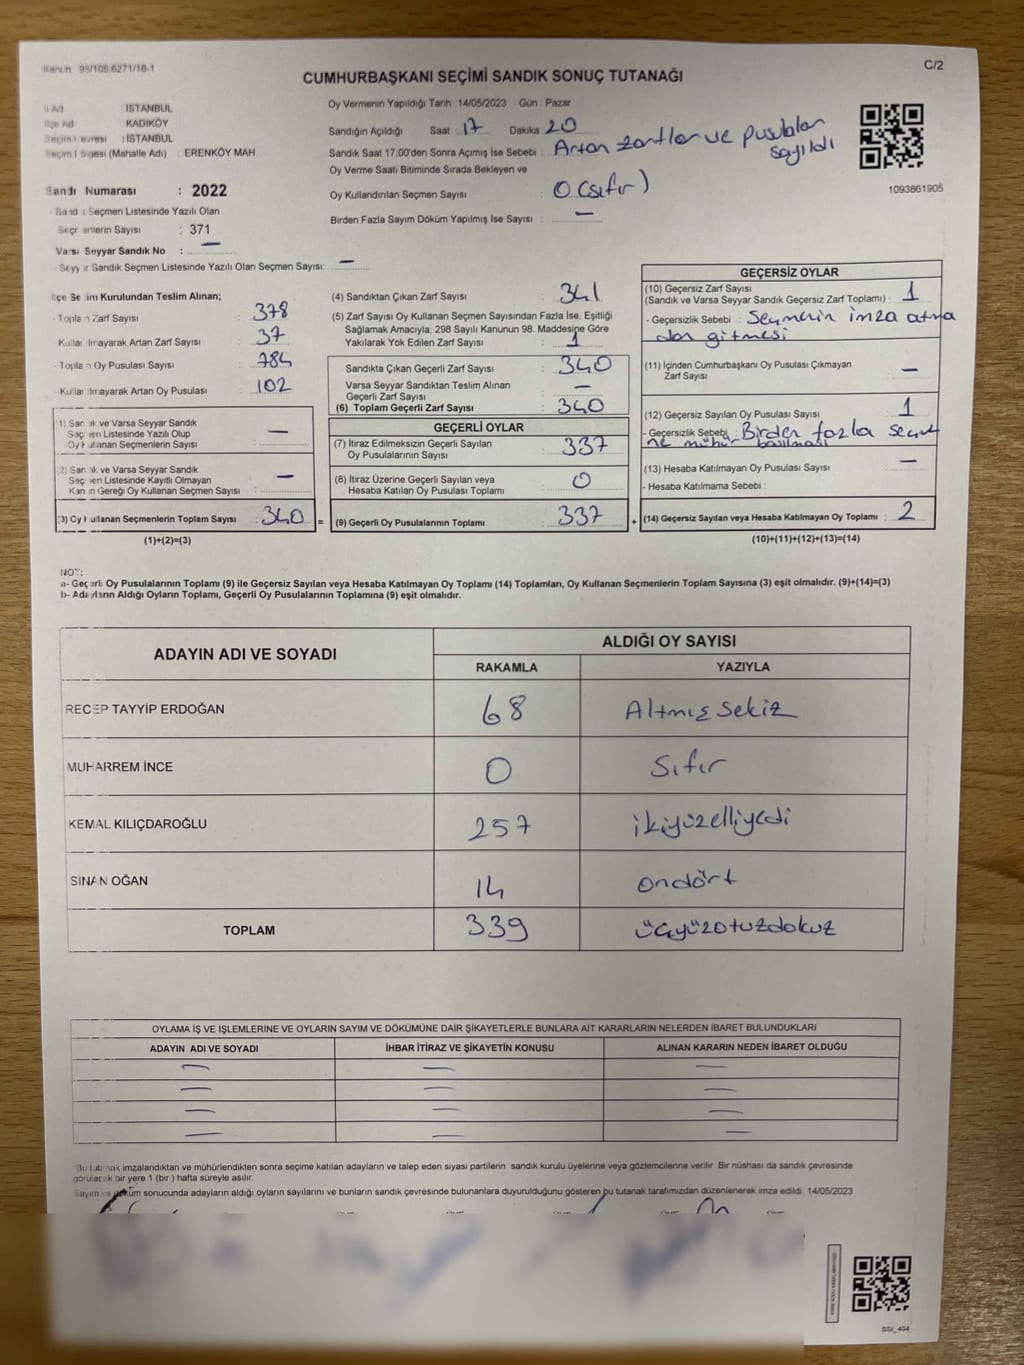 Kanun: 98/106:6271/18-1
C/2
CUMHURBAŞKANI SEÇİMİ SANDIK SONUÇ TUTANAĞI
İl Adı : İSTANBUL
İlçe Adı : KADIKÖY
Seçim Çevresi : İSTANBUL
Seçim Bölgesi (Mahalle Adı) : ERENKÖY MAH
Sandık Numarası : 2022
Sandık Seçmen Listesinde Yazılı Olan
Seçmenlerin Sayısı : 371
Varsa Seyyar Sandık No : —
Seyyar Sandık Seçmen Listesinde Yazılı Olan Seçmen Sayısı: —
Oy Vermenin Yapıldığı Tarih 14/05/2023 Gün : Pazar
Sandığın Açıldığı Saat 17 Dakika 20
Sandık Saat 17:00'den Sonra Açılmış İse Sebebi : Artan zarflar ve pusulalar
sayıldı
Oy Verme Saati Bitiminde Sırada Bekleyen ve
Oy Kullandırılan Seçmen Sayısı : 0 (sıfır)
Birden Fazla Sayım Döküm Yapılmış İse Sayısı : —
1093861905
İlçe Seçim Kurulundan Teslim Alınan;
- Toplam Zarf Sayısı : 378
- Kullanılmayarak Artan Zarf Sayısı : 37
- Toplam Oy Pusulası Sayısı : 784
- Kullanılmayarak Artan Oy Pusulası : 102
(1) Sandık ve Varsa Seyyar Sandık
Seçmen Listesinde Yazılı Olup
Oy Kullanan Seçmenlerin Sayısı : —
(2) Sandık ve Varsa Seyyar Sandık
Seçmen Listesinde Kayıtlı Olmayan
Kanun Gereği Oy Kullanan Seçmen Sayısı : —
(3) Oy Kullanan Seçmenlerin Toplam Sayısı : 340 =
(1)+(2)=(3)
(4) Sandıktan Çıkan Zarf Sayısı : 341
(5) Zarf Sayısı Oy Kullanan Seçmen Sayısından Fazla İse, Eşitliği
Sağlamak Amacıyla; 298 Sayılı Kanunun 98. Maddesine Göre
Yakılarak Yok Edilen Zarf Sayısı : 1
Sandıkta Çıkan Geçerli Zarf Sayısı : 340
Varsa Seyyar Sandıktan Teslim Alınan
Geçerli Zarf Sayısı : —
(6) Toplam Geçerli Zarf Sayısı : 340
GEÇERLİ OYLAR
(7) İtiraz Edilmeksizin Geçerli Sayılan
Oy Pusulalarının Sayısı : 337
(8) İtiraz Üzerine Geçerli Sayılan veya
Hesaba Katılan Oy Pusulası Toplamı : 0
(9) Geçerli Oy Pusulalarının Toplamı : 337 +
GEÇERSİZ OYLAR
(10) Geçersiz Zarf Sayısı
(Sandık ve Varsa Seyyar Sandık Geçersiz Zarf Toplamı) : 1
- Geçersizlik Sebebi : Seçmenin imza atma
dan gitmesi
(11) İçinden Cumhurbaşkanı Oy Pusulası Çıkmayan
Zarf Sayısı : —
(12) Geçersiz Sayılan Oy Pusulası Sayısı : 1
- Geçersizlik Sebebi : Birden fazla seçme
ne mühür basılması
(13) Hesaba Katılmayan Oy Pusulası Sayısı : —
- Hesaba Katılmama Sebebi :
(14) Geçersiz Sayılan veya Hesaba Katılmayan Oy Toplamı : 2
(10)+(11)+(12)+(13)=(14)
NOT:
a- Geçerli Oy Pusulalarının Toplamı (9) ile Geçersiz Sayılan veya Hesaba Katılmayan Oy Toplamı (14) Toplamları, Oy Kullanan Seçmenlerin Toplam Sayısına (3) eşit olmalıdır. (9)+(14)=(3)
b- Adayların Aldığı Oyların Toplamı, Geçerli Oy Pusulalarının Toplamına (9) eşit olmalıdır.
ADAYIN ADI VE SOYADI
ALDIĞI OY SAYISI
RAKAMLA YAZIYLA
RECEP TAYYİP ERDOĞAN 68 Altmış sekiz
MUHARREM İNCE 0 Sıfır
KEMAL KILIÇDAROĞLU 257 ikiyüzelliyedi
SİNAN OĞAN 14 ondört
TOPLAM 339 üçyüzotuzdokuz
OYLAMA İŞ VE İŞLEMLERİNE VE OYLARIN SAYIM VE DÖKÜMÜNE DAİR ŞİKAYETLERLE BUNLARA AİT KARARLARIN NELERDEN İBARET BULUNDUKLARI
ADAYIN ADI VE SOYADI İHBAR İTİRAZ VE ŞİKAYETİN KONUSU ALINAN KARARIN NEDEN İBARET OLDUĞU
— — —
— — —
— — —
— — —
Bu tutanak imzalandıktan ve mühürlendikten sonra seçime katılan adayların ve talep eden siyasi partilerin sandık kurulu üyelerine veya gözlemcilerine verilir. Bir nüshası da sandık çevresinde
görülecek bir yere 1 (bir) hafta süreyle asılır.
Sayım ve döküm sonucunda adayların aldığı oyların sayılarını ve bunların sandık çevresinde bulunanlara duyurulduğunu gösteren bu tutanak tarafımızdan düzenlenerek imza edildi. 14/05/2023
SSI_454